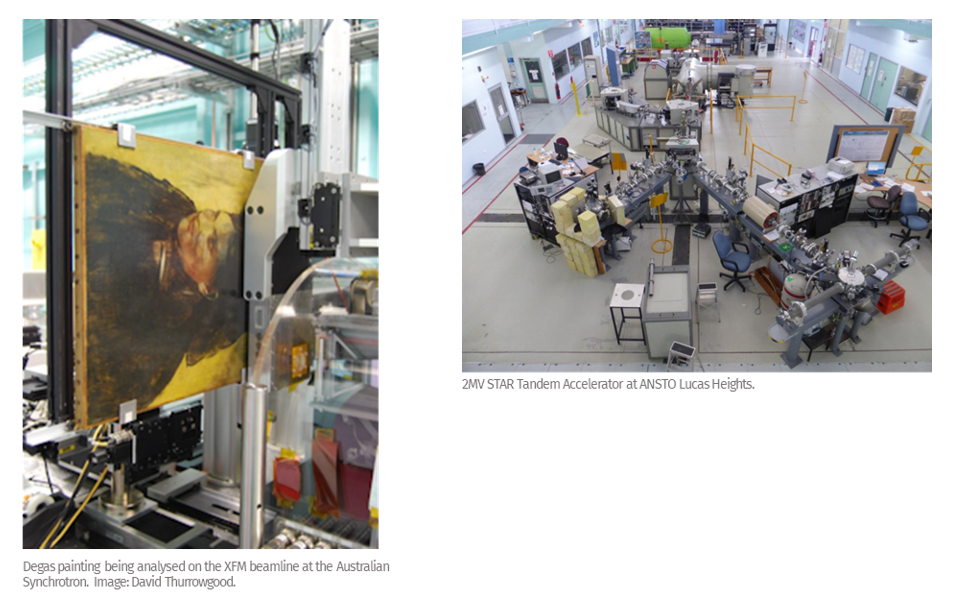 Degas painting being analysed on the XFM beamline at the Australian
Synchrotron. Image: David Thurrowgood.
2MV STAR Tandem Accelerator at ANSTO Lucas Heights.